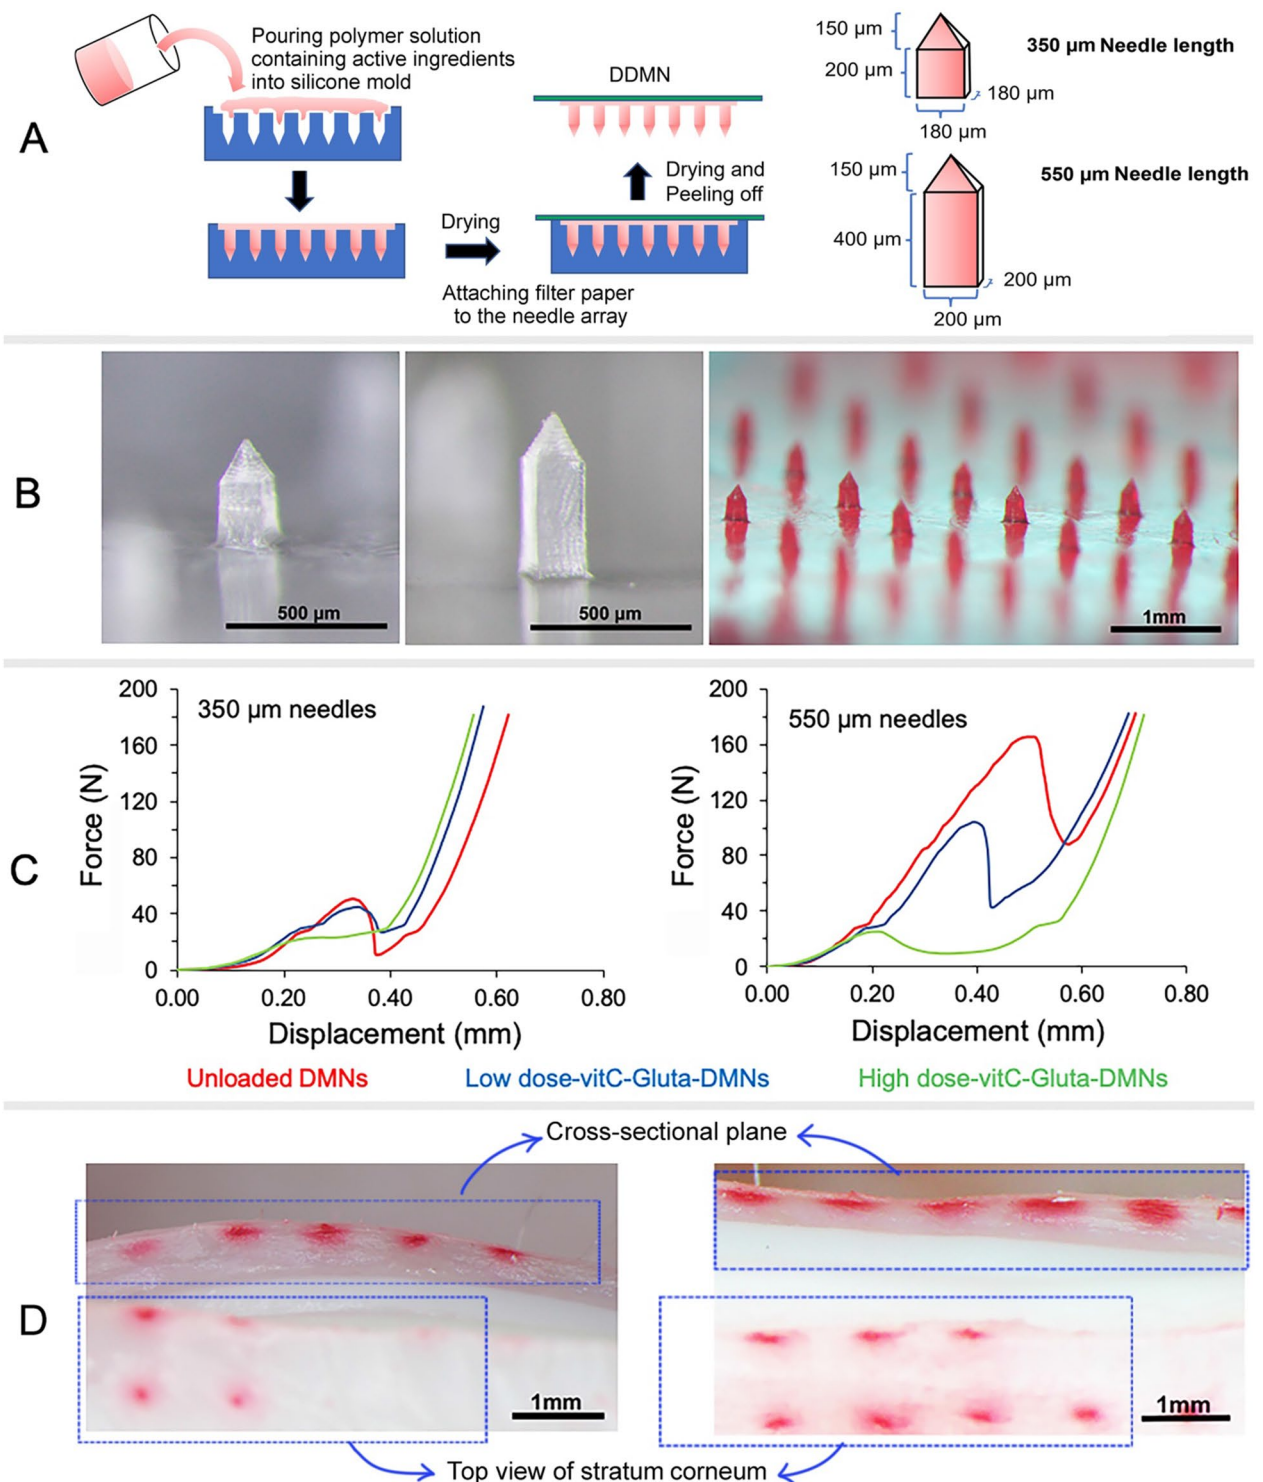 A
Pouring polymer solution
containing active ingredients
into silicone mold
DDMN
Drying
Attaching filter paper
to the needle array
Drying and
Peeling off
150 µm
200 µm
180 µm
180 µm
350 µm Needle length
150 µm
400 µm
200 µm
200 µm
550 µm Needle length
B
500 µm
500 µm
1mm
C
350 µm needles
Force (N)
200
160
120
80
40
0
0.00 0.20 0.40 0.60 0.80
Displacement (mm)
550 µm needles
Force (N)
200
160
120
80
40
0
0.00 0.20 0.40 0.60 0.80
Displacement (mm)
Unloaded DMNs
Low dose-vitC-Gluta-DMNs
High dose-vitC-Gluta-DMNs
D
Cross-sectional plane
1mm
1mm
Top view of stratum corneum